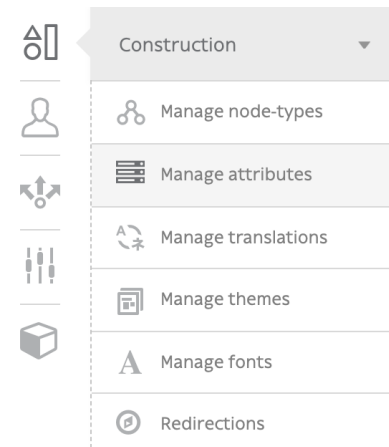 Construction
Manage node-types
Manage attributes
Manage translations
Manage themes
Manage fonts
Redirections